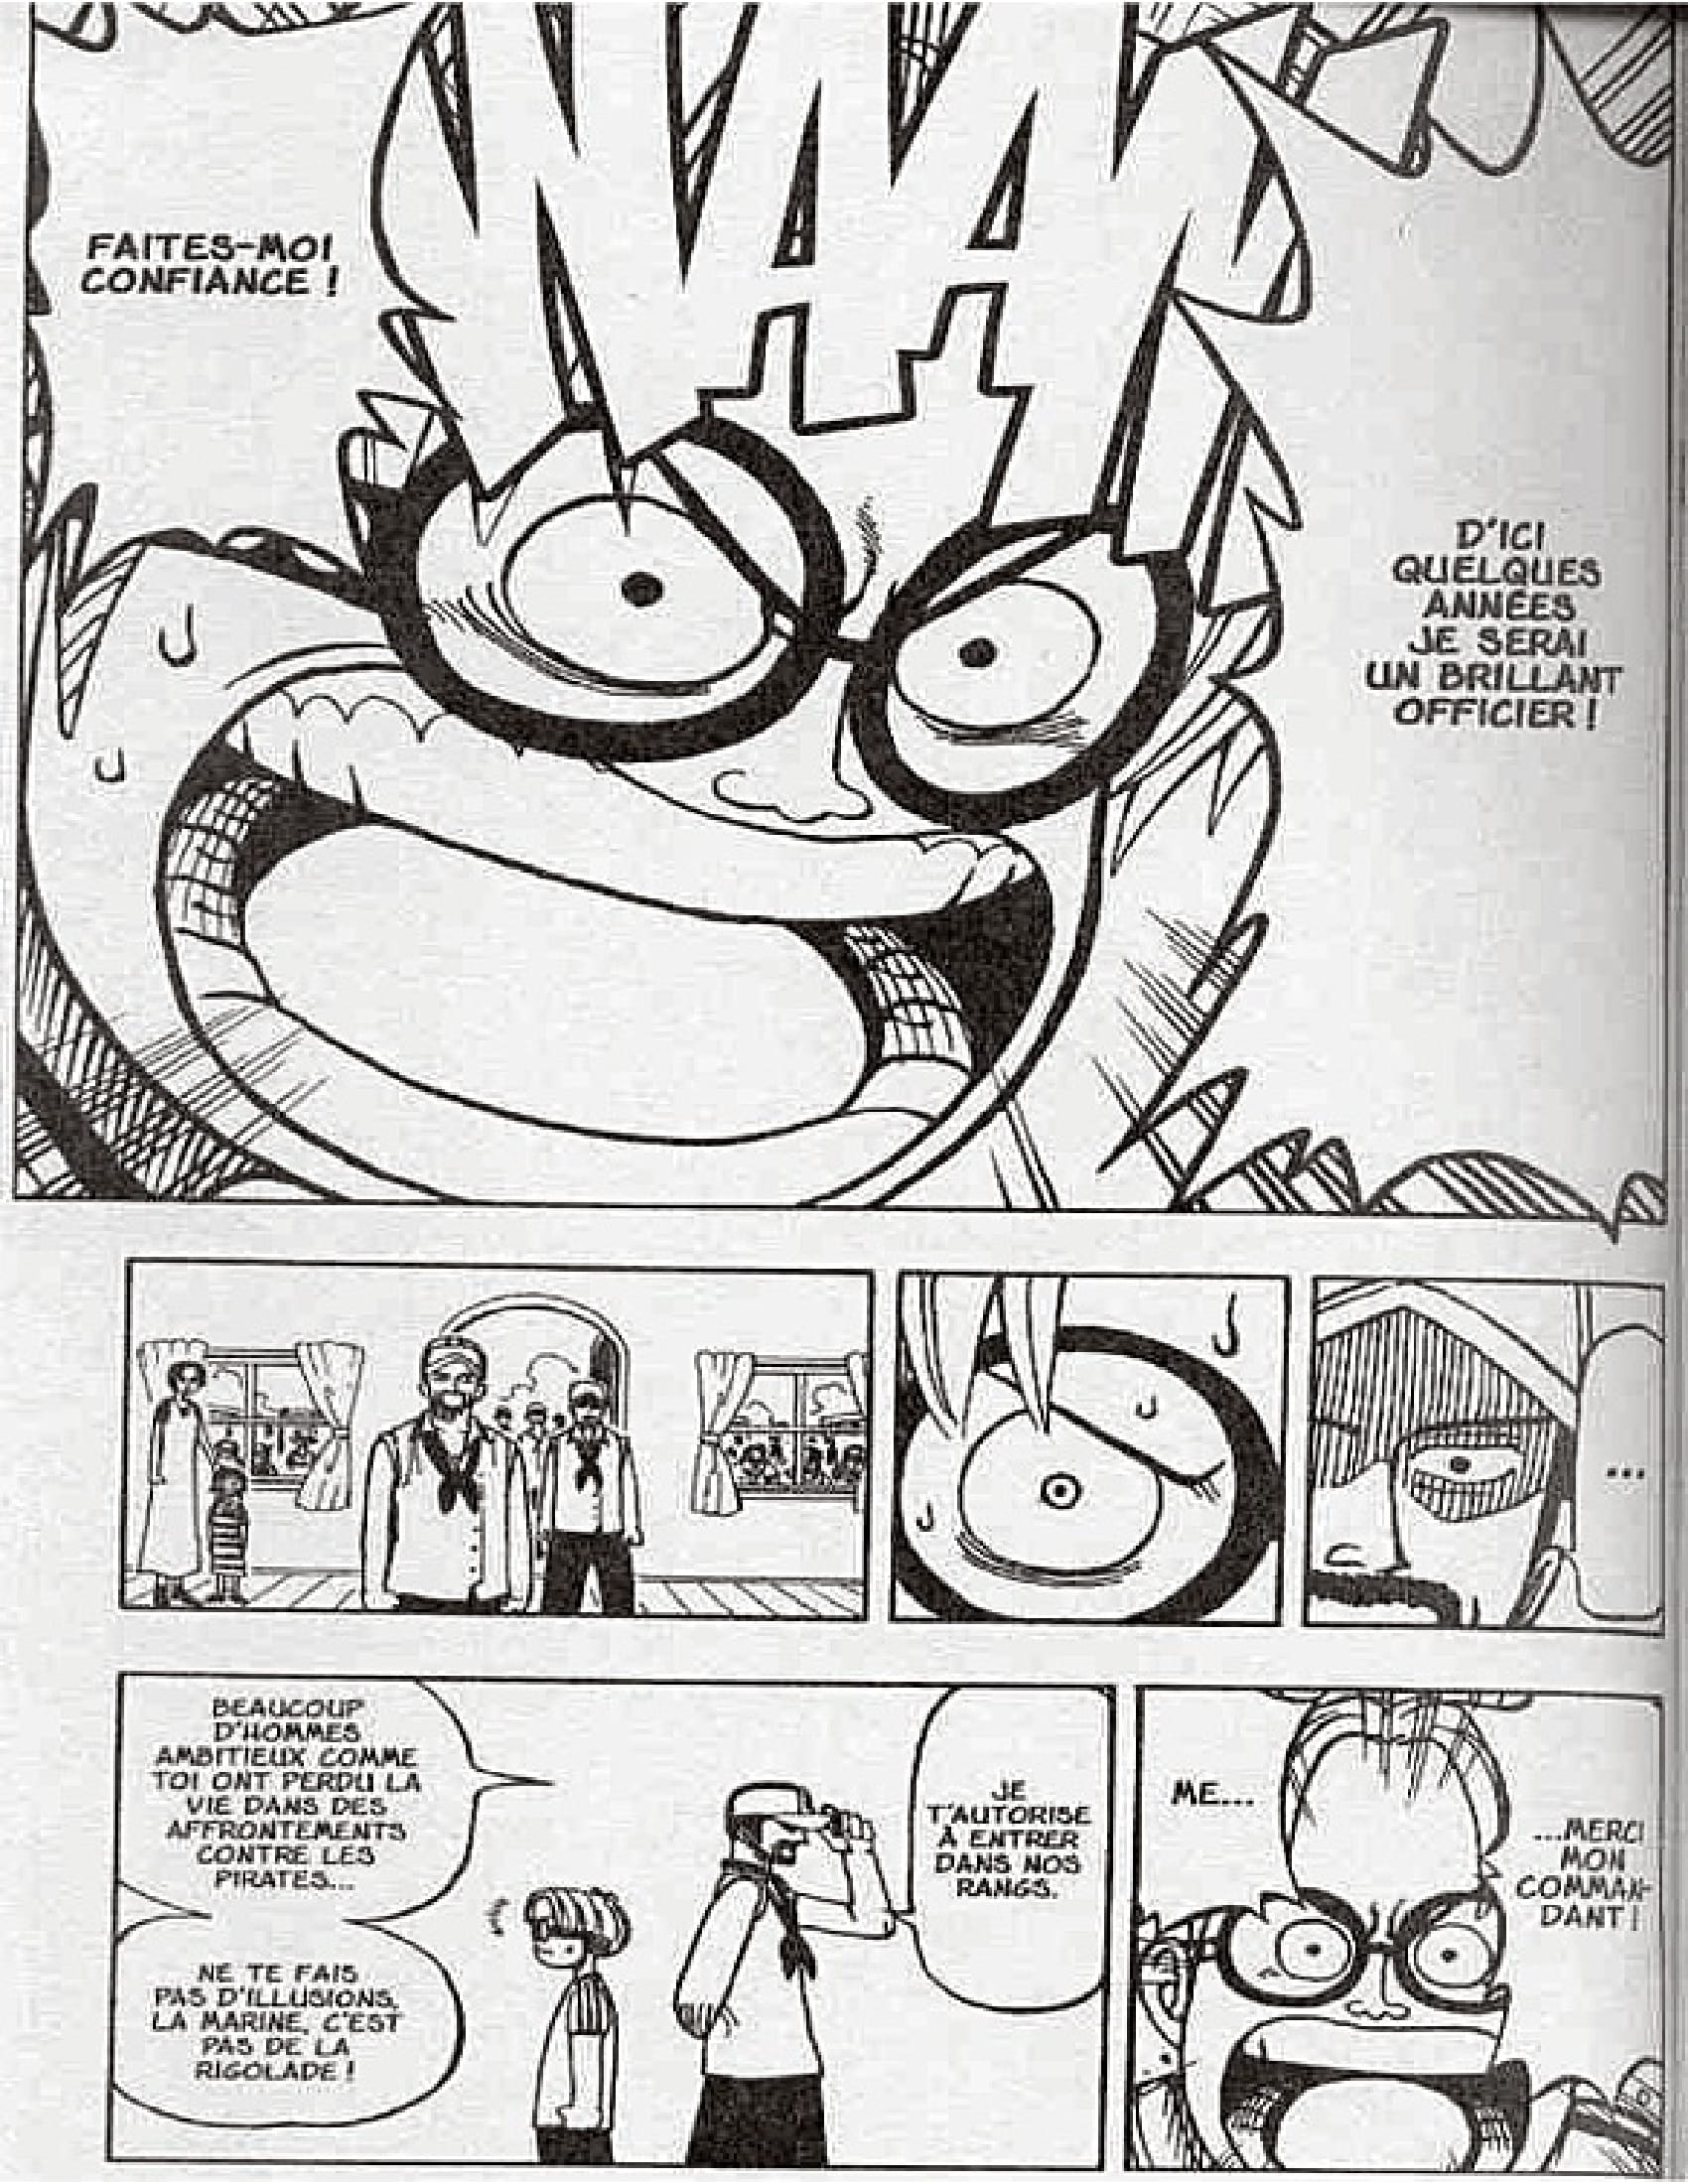 FAITES-MOI
CONFIANCE !
D'ICI
QUELQUES
ANNÉES
JE SERAI
UN BRILLANT
OFFICIER !
...
BEAUCOUP
D'HOMMES
AMBITIEUX COMME
TOI ONT PERDU LA
VIE DANS DES
AFFRONTEMENTS
CONTRE LES
PIRATES...
NE TE FAIS
PAS D'ILLUSIONS,
LA MARINE, C'EST
PAS DE LA
RIGOLADE !
JE
T'AUTORISE
À ENTRER
DANS NOS
RANGS.
ME...
...MERCI
MON
COMMAN-
DANT !